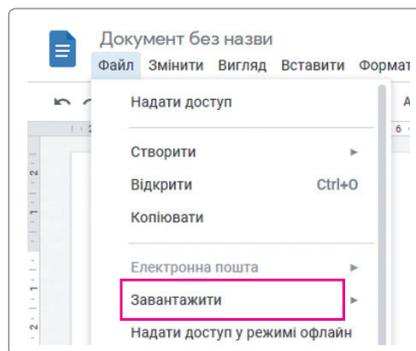 Документ без назви
Файл Змінити Вигляд Вставити Формат
Надати доступ
Створити
Відкрити Ctrl+O
Копіювати
Електронна пошта
Завантажити
Надати доступ у режимі офлайн